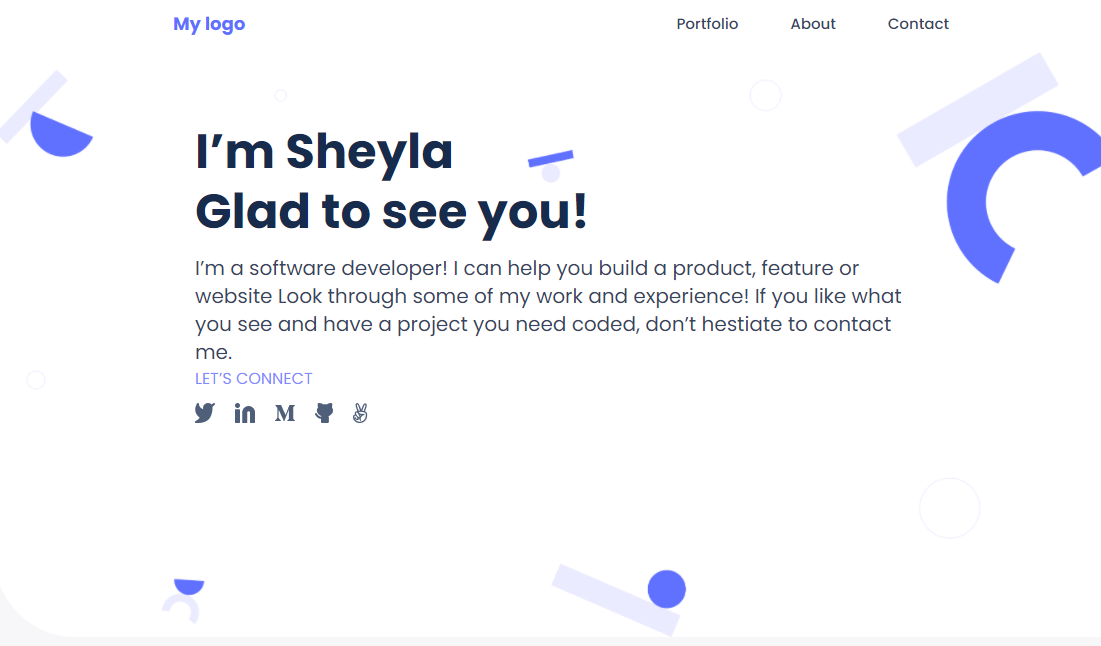 My logo
Portfolio
About
Contact
I’m Sheyla
Glad to see you!
I’m a software developer! I can help you build a product, feature or
website Look through some of my work and experience! If you like what
you see and have a project you need coded, don’t hestiate to contact
me.
LET’S CONNECT